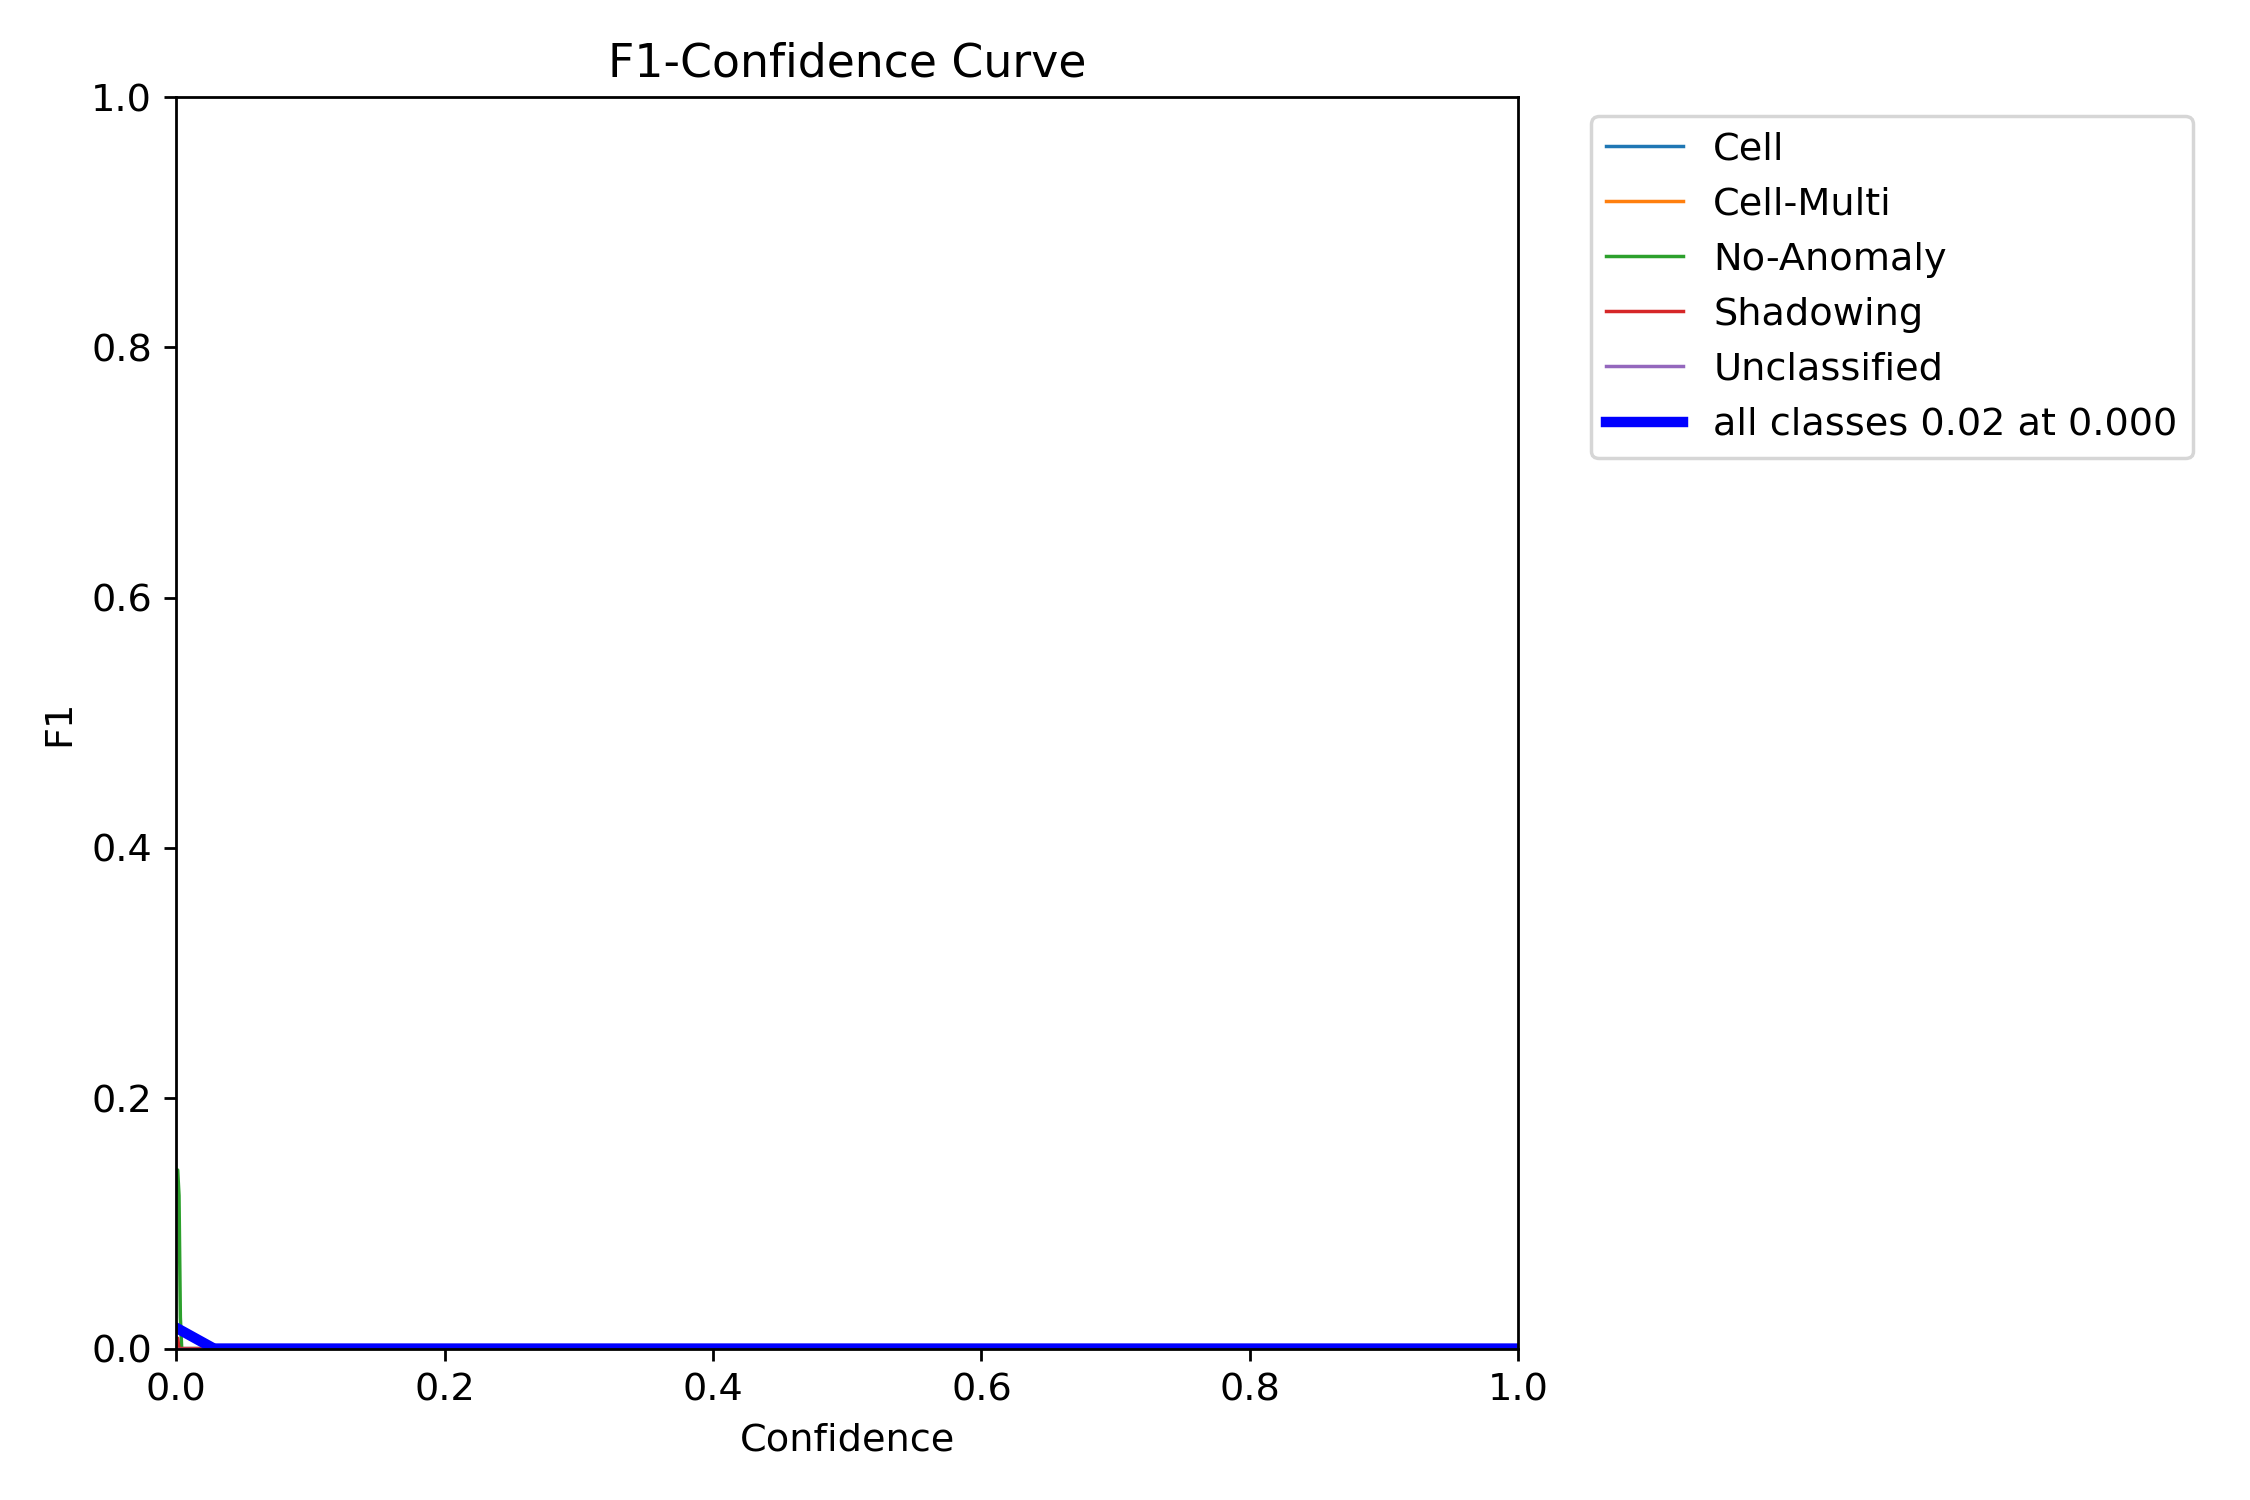 F1-Confidence Curve
1.0
0.8
0.6
0.4
0.2
0.0
F1
0.0 0.2 0.4 0.6 0.8 1.0
Confidence
Cell
Cell-Multi
No-Anomaly
Shadowing
Unclassified
all classes 0.02 at 0.000